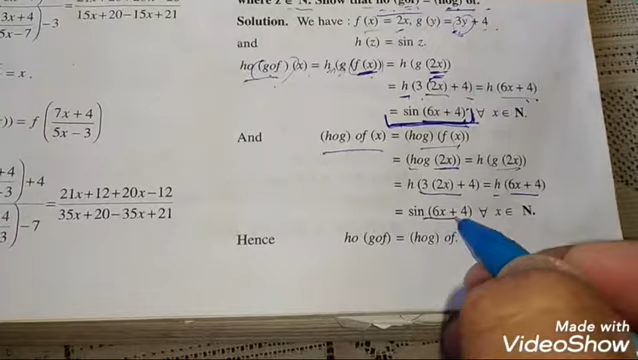 5x−7) −3 = 15x+20−15x+21
= x.
)) = f (7x+4 / 5x−3)
+4 = 21x+12+20x−12
−7 35x+20−35x+21
where z ∈ N. Show that ho (gof) = (hog) of.
Solution. We have : f (x) = 2x, g (y) = 3y + 4
and h (z) = sin z.
ho (gof) (x) = h (g (f (x)) = h (g (2x))
= h (3 (2x) + 4) = h (6x + 4)
= sin (6x + 4) ∀ x ∈ N.
And (hog) of (x) = (hog) (f (x))
= (hog (2x)) = h (g (2x))
= h (3 (2x) + 4) = h (6x + 4)
= sin (6x + 4) ∀ x ∈ N.
Hence ho (gof) = (hog) of.
Made with
VideoShow